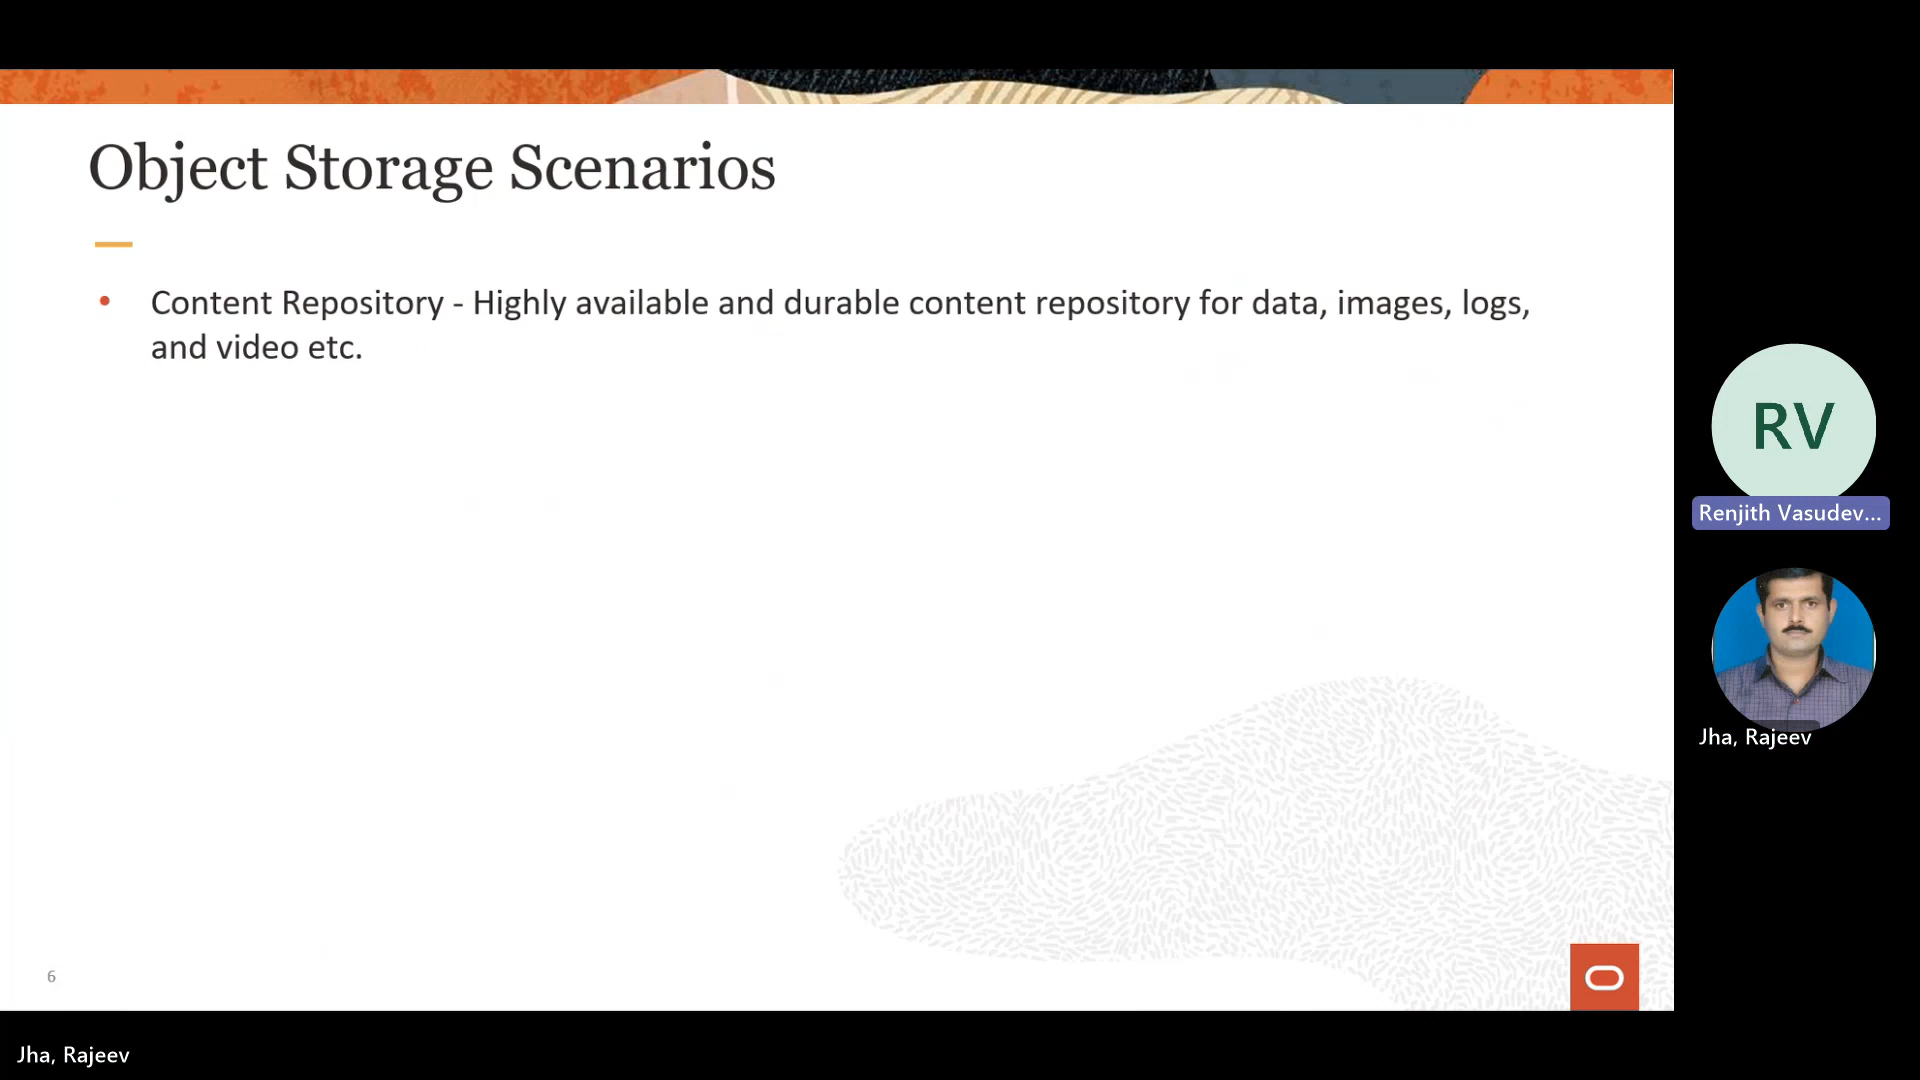 Object Storage Scenarios
• Content Repository - Highly available and durable content repository for data, images, logs,
and video etc.
RV
Renjith Vasudev...
Jha, Rajeev
6
Jha, Rajeev